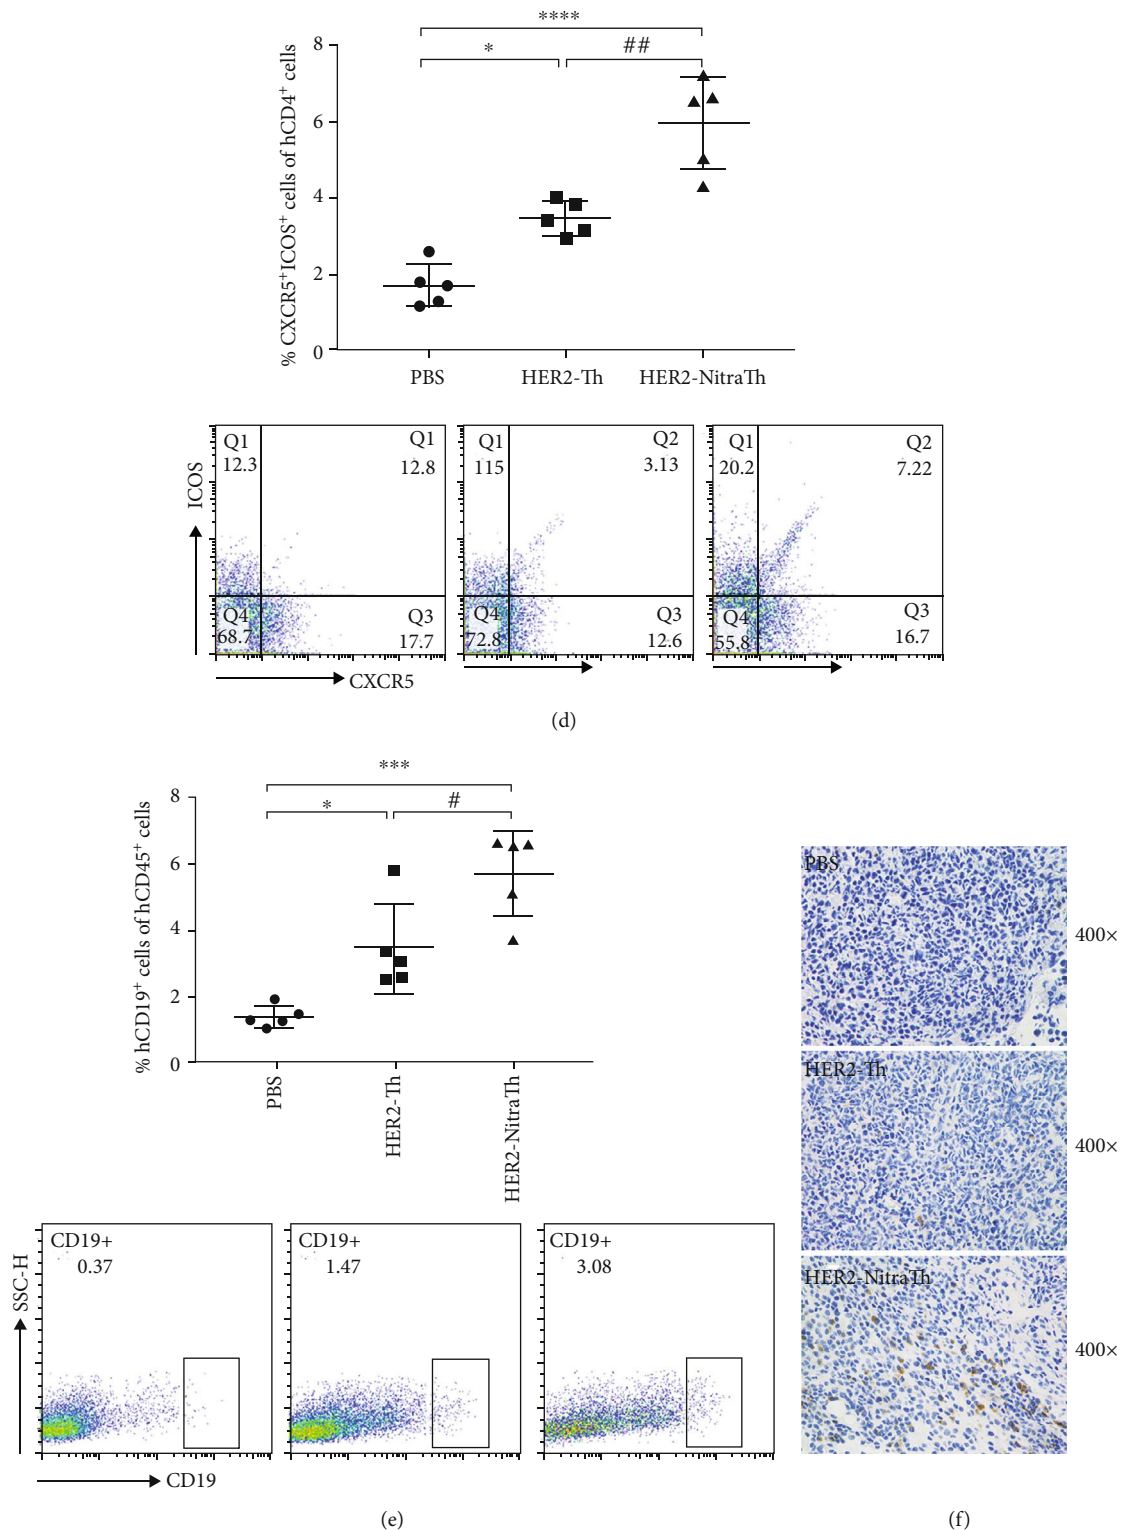 ****
* ##
% CXCR5⁺ICOS⁺ cells of hCD4⁺ cells
8
6
4
2
0
PBS HER2-Th HER2-NitraTh
ICOS
Q1 12.3
Q1 12.8
Q4 68.7
Q3 17.7
Q1 115
Q2 3.13
Q4 72.8
Q3 12.6
Q1 20.2
Q2 7.22
Q4 55.8
Q3 16.7
CXCR5
(d)
***
* #
% hCD19⁺ cells of hCD45⁺ cells
8
6
4
2
0
PBS
HER2-Th
HER2-NitraTh
SSC-H
CD19+
0.37
CD19+
1.47
CD19+
3.08
CD19
(e)
PBS
400×
HER2-Th
400×
HER2-NitraTh
400×
(f)